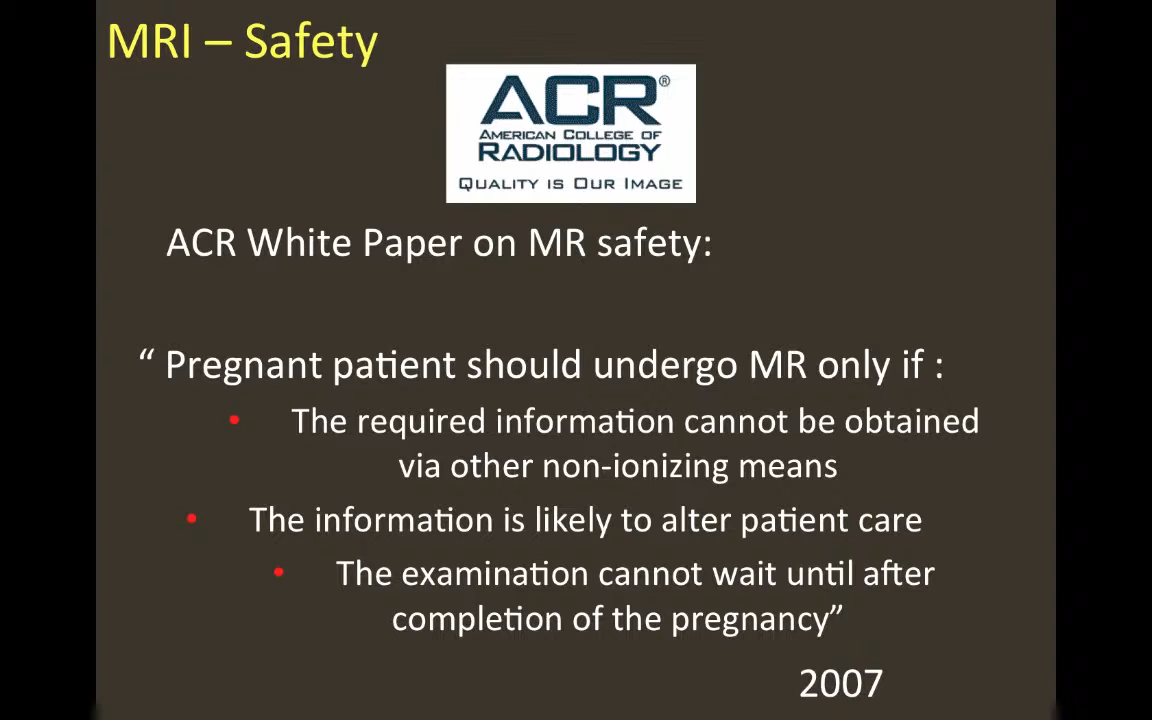 MRI – Safety
ACR®
AMERICAN COLLEGE OF
RADIOLOGY
QUALITY IS OUR IMAGE
ACR White Paper on MR safety:
“ Pregnant patient should undergo MR only if :
• The required information cannot be obtained
via other non-ionizing means
• The information is likely to alter patient care
• The examination cannot wait until after
completion of the pregnancy”
2007